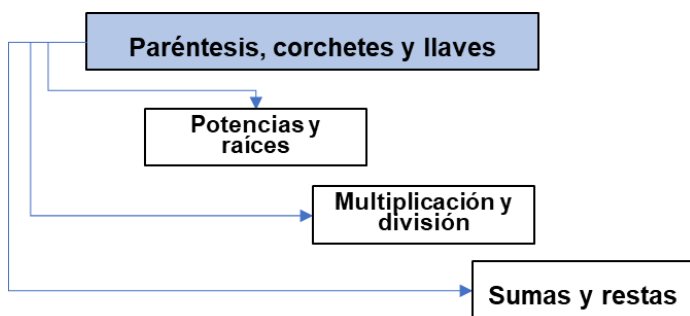 Paréntesis, corchetes y llaves
Potencias y
raíces
Multiplicación y
división
Sumas y restas